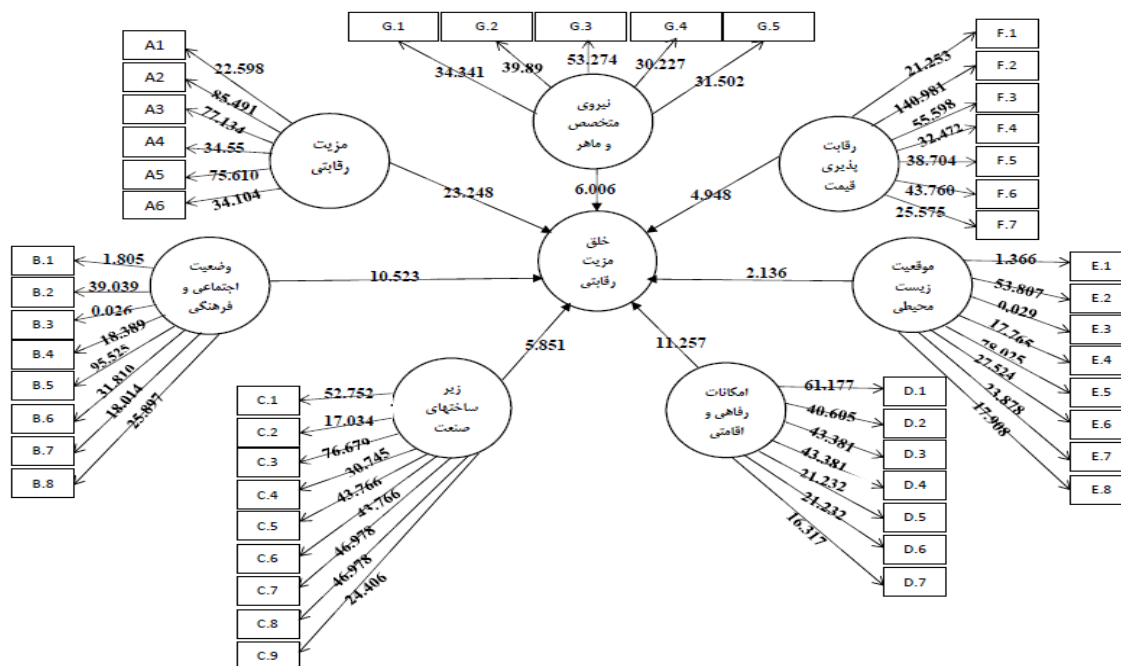 G.1
G.2
G.3
G.4
G.5
34.341
39.89
53.274
30.227
31.502
نیروی
متخصص
و ماهر
6.006
A1
A2
A3
A4
A5
A6
22.598
85.491
77.134
34.55
75.610
34.104
مزیت
رقابتی
23.248
F.1
F.2
F.3
F.4
F.5
F.6
F.7
21.253
140.981
55.598
32.472
38.704
43.760
25.575
رقابت
پذیری
قیمت
4.948
خلق
مزیت
رقابتی
B.1
B.2
B.3
B.4
B.5
B.6
B.7
B.8
1.805
39.039
0.026
18.389
95.525
31.810
18.014
25.897
وضعیت
اجتماعی و
فرهنگی
10.523
E.1
E.2
E.3
E.4
E.5
E.6
E.7
E.8
1.366
53.807
0.029
17.765
78.025
27.524
23.878
17.908
موقعیت
زیست
محیطی
2.136
C.1
C.2
C.3
C.4
C.5
C.6
C.7
C.8
C.9
52.752
17.034
76.679
30.745
43.766
43.766
46.978
46.978
24.406
زیر
ساختهای
صنعت
5.851
D.1
D.2
D.3
D.4
D.5
D.6
D.7
61.177
40.605
43.381
43.381
21.232
21.232
16.317
امکانات
رفاهی و
اقامتی
11.257